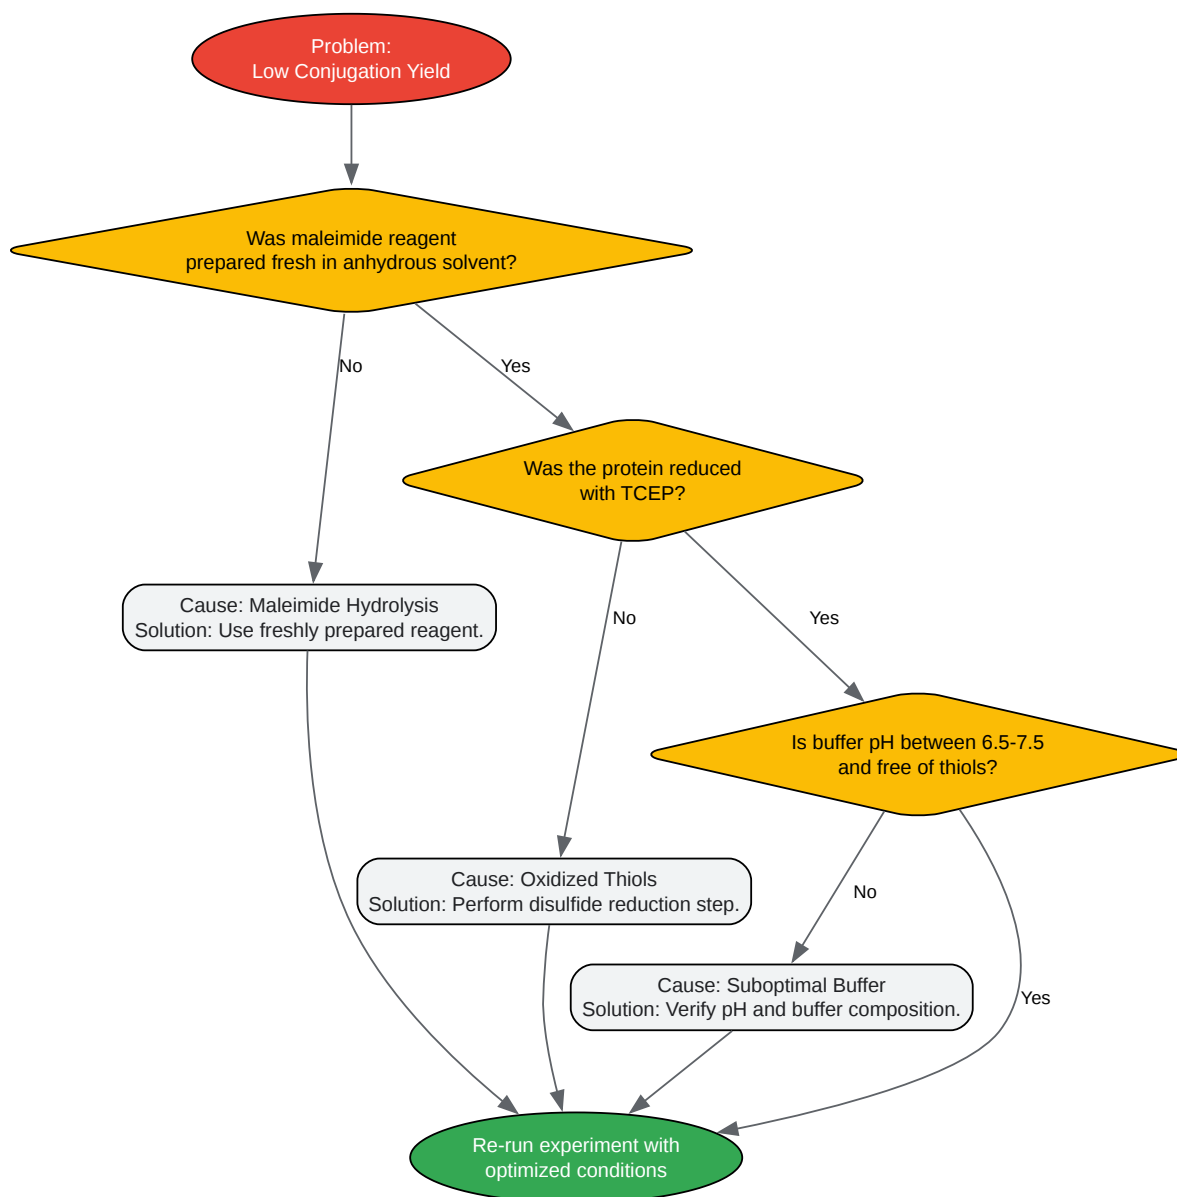 Problem:
Low Conjugation Yield
Was maleimide reagent
prepared fresh in anhydrous solvent?
No
Yes
Was the protein reduced
with TCEP?
Cause: Maleimide Hydrolysis
Solution: Use freshly prepared reagent.
No
Yes
Is buffer pH between 6.5-7.5
and free of thiols?
Cause: Oxidized Thiols
Solution: Perform disulfide reduction step.
No
Cause: Suboptimal Buffer
Solution: Verify pH and buffer composition.
Yes
Re-run experiment with
optimized conditions